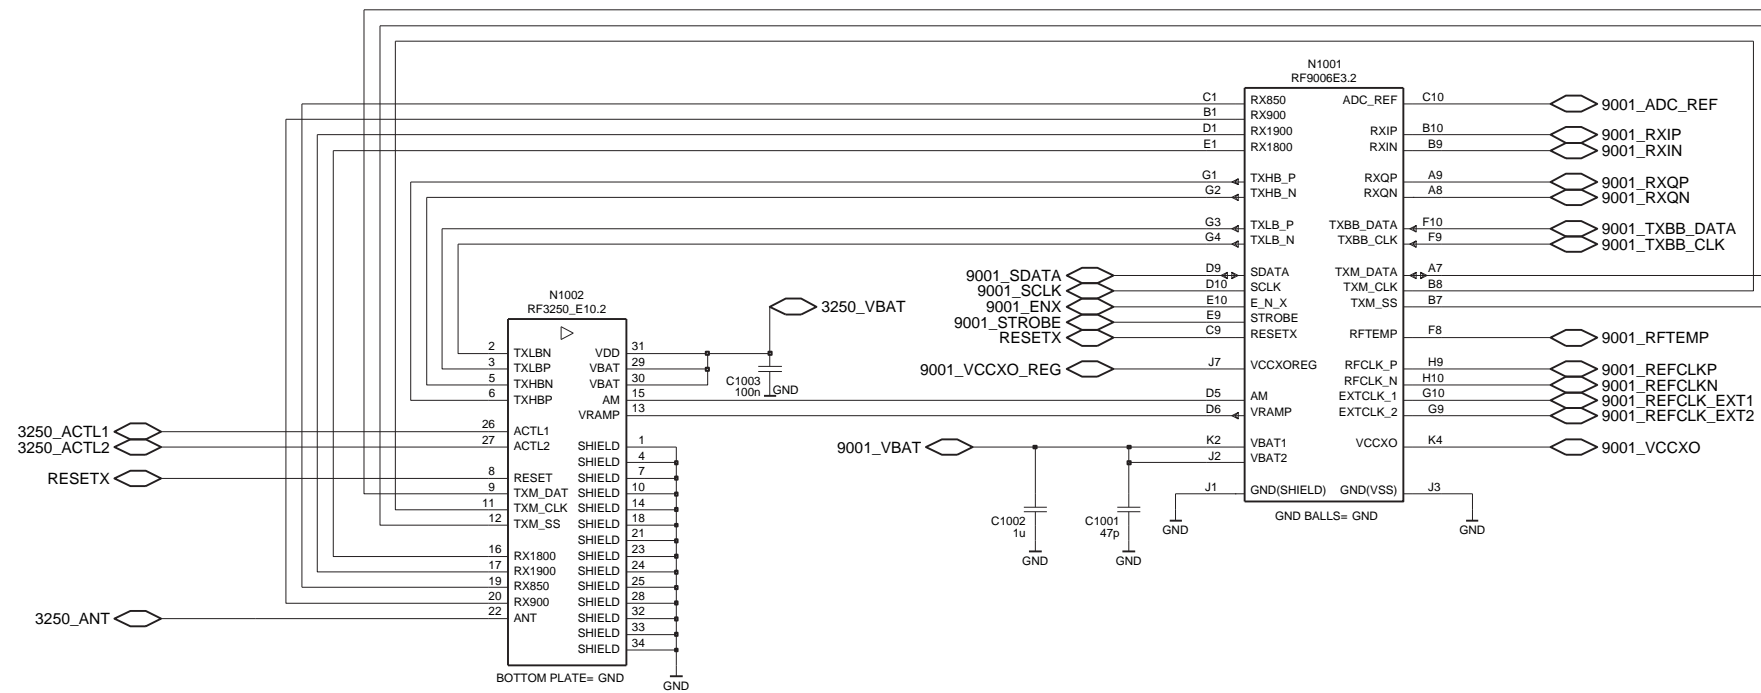 N1001
RF9006E3.2
C1 RX850 ADC_REF C10 9001_ADC_REF
B1 RX900
D1 RX1900 RXIP B10 9001_RXIP
E1 RX1800 RXIN B9 9001_RXIN
G1 TXHB_P RXQP A9 9001_RXQP
G2 TXHB_N RXQN A8 9001_RXQN
G3 TXLB_P TXBB_DATA F10 9001_TXBB_DATA
G4 TXLB_N TXBB_CLK F9 9001_TXBB_CLK
9001_SDATA D9 SDATA TXM_DATA A7
9001_SCLK D10 SCLK TXM_CLK B8
9001_ENX E10 E_N_X TXM_SS B7
9001_STROBE E9 STROBE
RESETX C9 RESETX RFTEMP F8 9001_RFTEMP
9001_VCCXO_REG J7 VCCXOREG RFCLK_P H9 9001_REFCLKP
RFCLK_N H10 9001_REFCLKN
D5 AM EXTCLK_1 G10 9001_REFCLK_EXT1
D6 VRAMP EXTCLK_2 G9 9001_REFCLK_EXT2
9001_VBAT K2 VBAT1 VCCXO K4 9001_VCCXO
J2 VBAT2
J1 GND(SHIELD) GND(VSS) J3
GND GND BALLS= GND GND
C1002
1u
GND
C1001
47p
GND
N1002
RF3250_E10.2
3250_VBAT
2 TXLBN VDD 31
3 TXLBP VBAT 29
5 TXHBN VBAT 30
6 TXHBP AM 15
VRAMP 13
C1003
100n
GND
3250_ACTL1 26 ACTL1
3250_ACTL2 27 ACTL2 SHIELD 1
SHIELD 4
RESETX 8 RESET SHIELD 7
9 TXM_DAT SHIELD 10
11 TXM_CLK SHIELD 14
12 TXM_SS SHIELD 18
SHIELD 21
16 RX1800 SHIELD 23
17 RX1900 SHIELD 24
19 RX850 SHIELD 25
20 RX900 SHIELD 28
3250_ANT 22 ANT SHIELD 32
SHIELD 33
SHIELD 34
BOTTOM PLATE= GND
GND